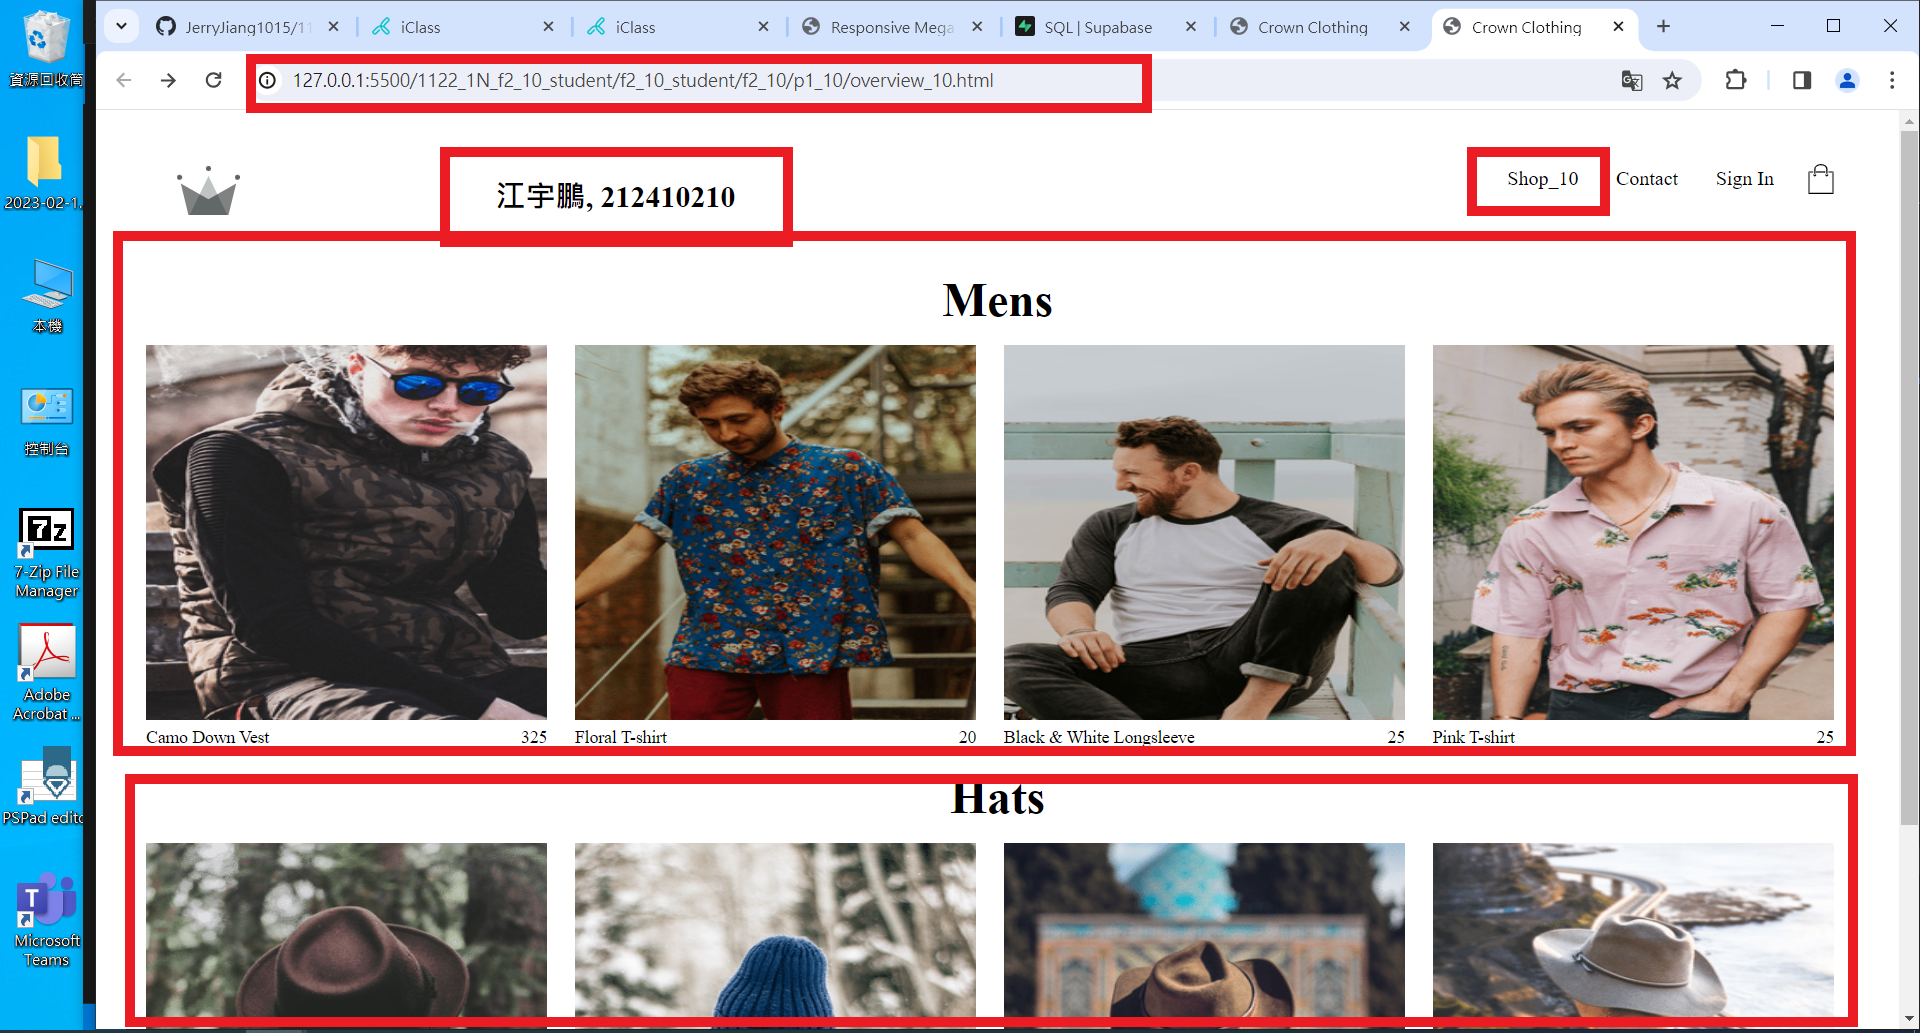 資源回收筒
2023-02-1...
本機
控制台
7z
7-Zip File
Manager
Adobe
Acrobat ...
PSPad edito
T
Microsoft
Teams
JerryJiang1015/11
iClass
iClass
Responsive Mega
SQL | Supabase
Crown Clothing
Crown Clothing
127.0.0.1:5500/1122_1N_f2_10_student/f2_10_student/f2_10/p1_10/overview_10.html
江宇鵬, 212410210
Shop_10
Contact
Sign In
Mens
Camo Down Vest 325
Floral T-shirt 20
Black & White Longsleeve 25
Pink T-shirt 25
Hats